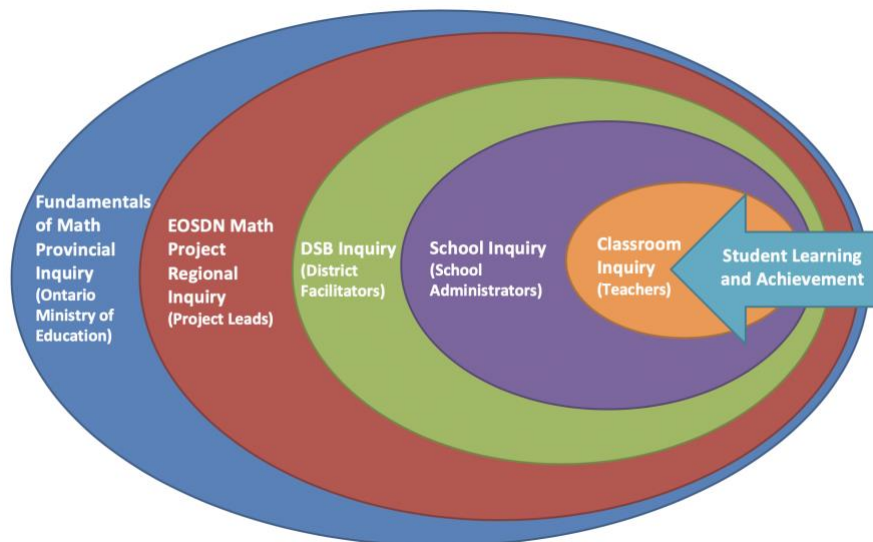 Fundamentals
of Math
Provincial
Inquiry
(Ontario
Ministry of
Education)
EOSDN Math
Project
Regional
Inquiry
(Project Leads)
DSB Inquiry
(District
Facilitators)
School Inquiry
(School
Administrators)
Classroom
Inquiry
(Teachers)
Student Learning
and Achievement